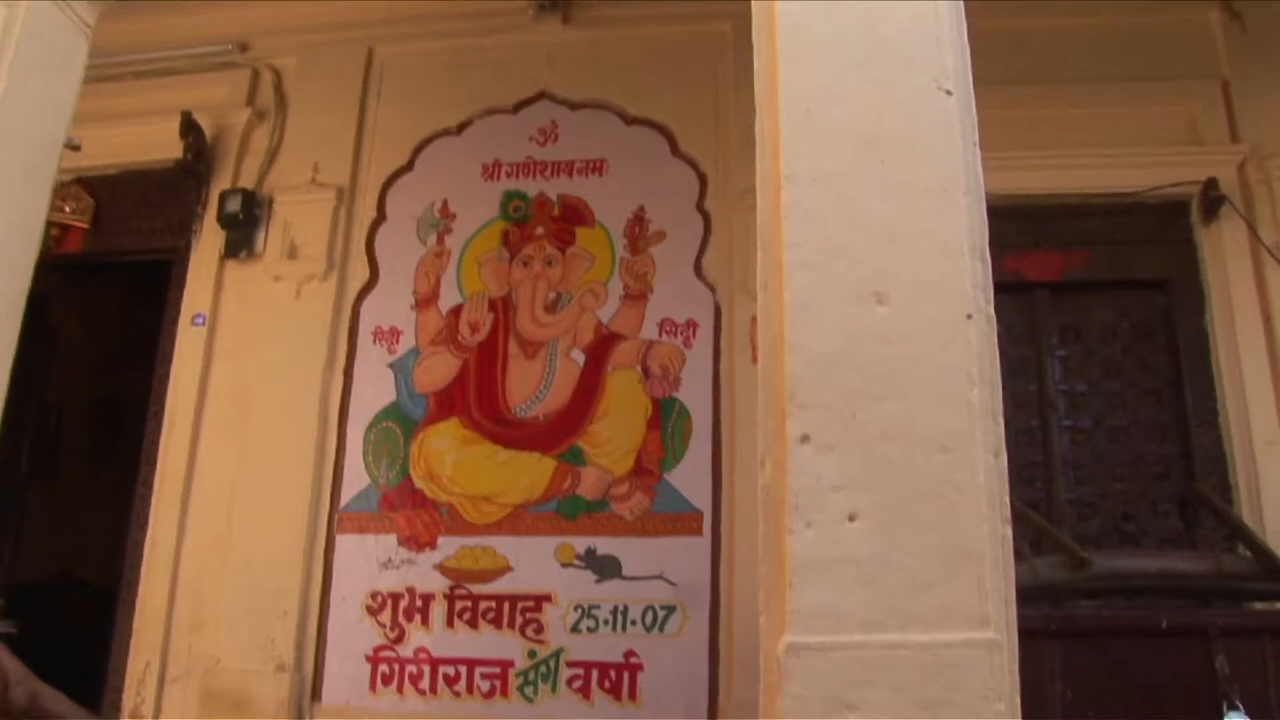 ॐ
श्री गणेशाय नमः
रिद्धी
सिद्धी
शुभ विवाह 25-11-07
गिरीराज संग वर्षा